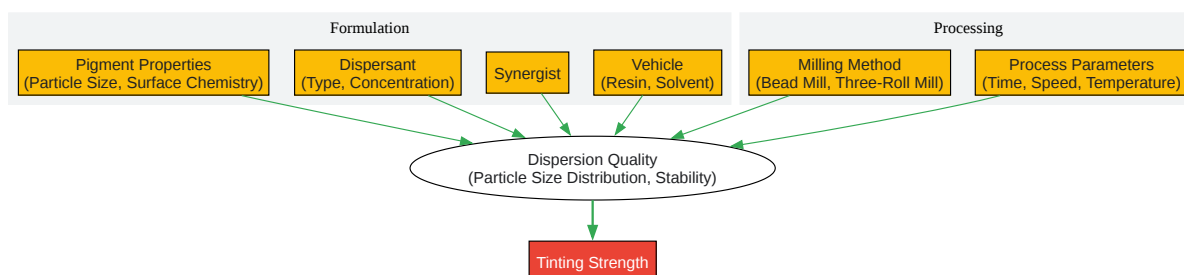 Formulation
Processing
Pigment Properties
(Particle Size, Surface Chemistry)
Dispersant
(Type, Concentration)
Synergist
Vehicle
(Resin, Solvent)
Milling Method
(Bead Mill, Three-Roll Mill)
Process Parameters
(Time, Speed, Temperature)
Dispersion Quality
(Particle Size Distribution, Stability)
Tinting Strength